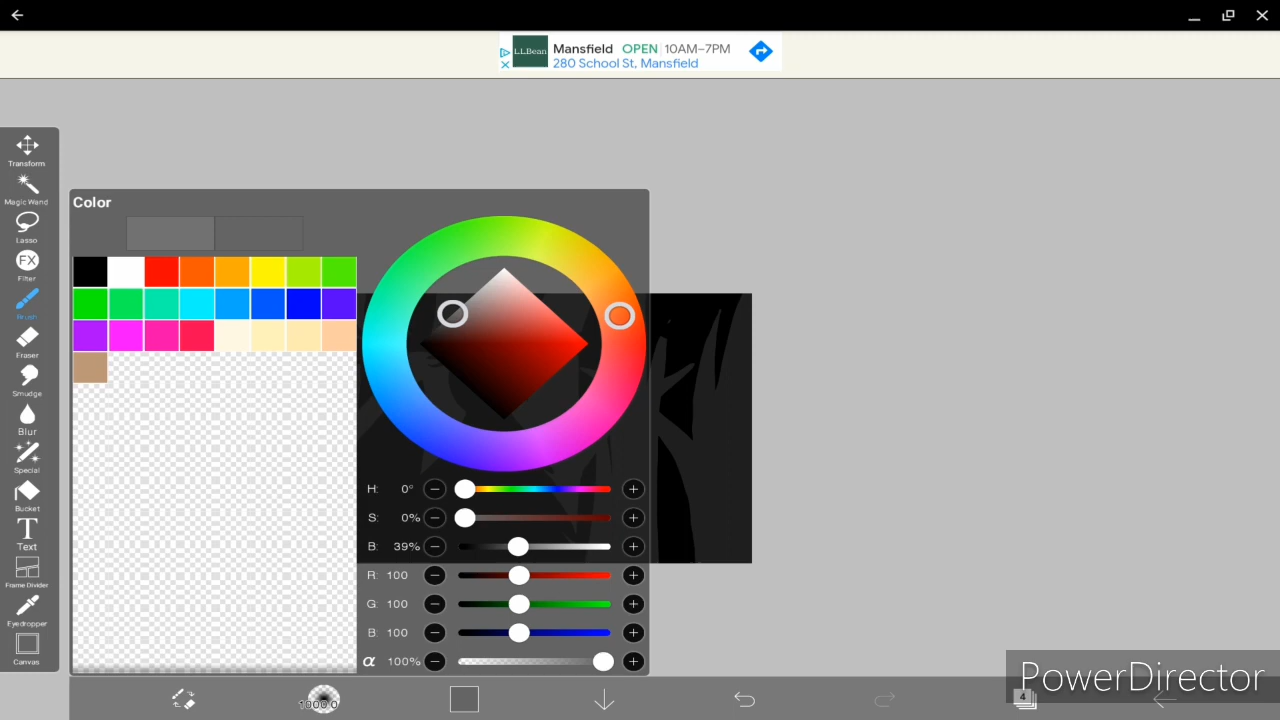 L.L.Bean
Mansfield OPEN 10AM–7PM
280 School St, Mansfield
Transform
Magic Wand
Lasso
FX
Filter
Brush
Eraser
Smudge
Blur
Special
Bucket
T
Text
Frame Divider
Eyedropper
Canvas
Color
H: 0°
S: 0%
B: 39%
R: 100
G: 100
B: 100
α 100%
1000.0
4
PowerDirector